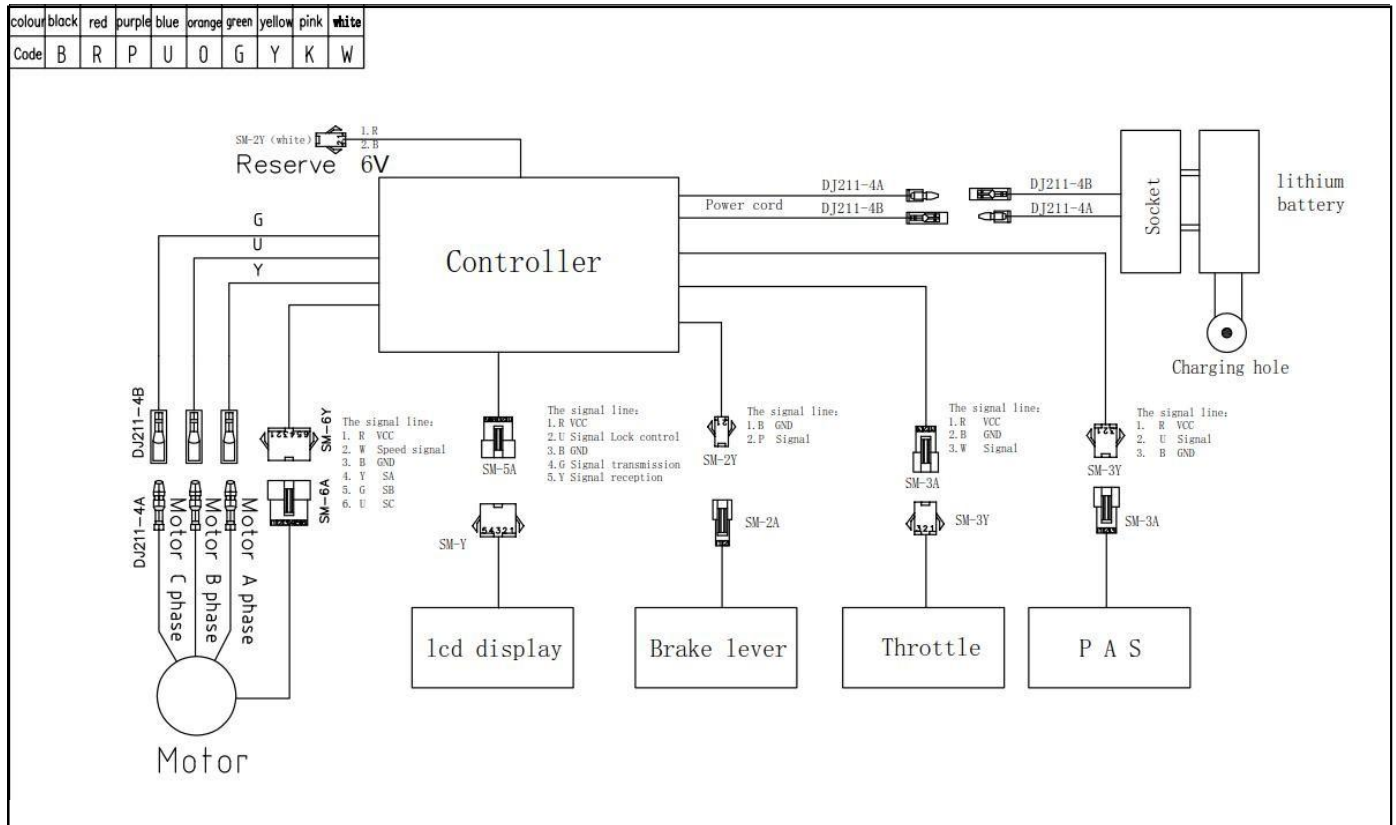 colour black red purple blue orange green yellow pink white
Code B R P U O G Y K W
SM-2Y (white)
2 1
1. R
2. B
Reserve 6V
DJ211-4A
Power cord
DJ211-4B
DJ211-4B
DJ211-4A
Socket
lithium
battery
Charging hole
G
U
Y
Controller
DJ211-4B
DJ211-4A
654321
SM-6Y
SM-6A
The signal line:
1. R VCC
2. W Speed signal
3. B GND
4. Y SA
5. G SB
6. U SC
SM-5A
The signal line:
1.R VCC
2.U Signal Lock control
3.B GND
4.G Signal transmission
5.Y Signal reception
SM-Y
54321
SM-2Y
The signal line:
1.B GND
2.P Signal
SM-2A
SM-3A
The signal line:
1.R VCC
2.B GND
3.W Signal
321
SM-3Y
SM-3Y
The signal line:
1. R VCC
2. U Signal
3. B GND
SM-3A
Motor C phase
Motor B phase
Motor A phase
Motor
lcd display
Brake lever
Throttle
P A S